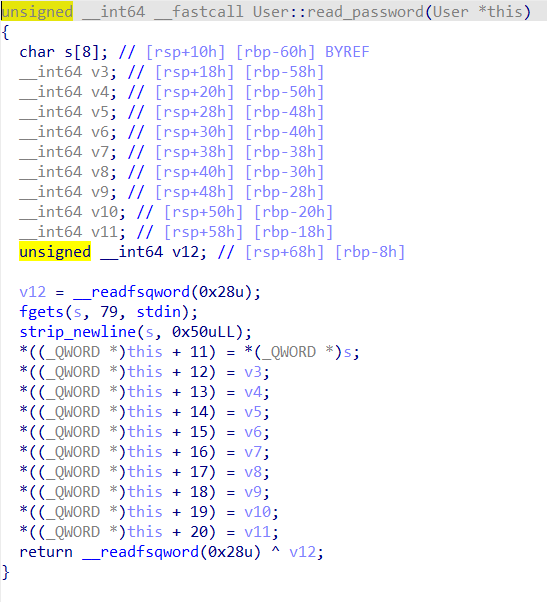 unsigned __int64 __fastcall User::read_password(User *this)
{
  char s[8]; // [rsp+10h] [rbp-60h] BYREF
  __int64 v3; // [rsp+18h] [rbp-58h]
  __int64 v4; // [rsp+20h] [rbp-50h]
  __int64 v5; // [rsp+28h] [rbp-48h]
  __int64 v6; // [rsp+30h] [rbp-40h]
  __int64 v7; // [rsp+38h] [rbp-38h]
  __int64 v8; // [rsp+40h] [rbp-30h]
  __int64 v9; // [rsp+48h] [rbp-28h]
  __int64 v10; // [rsp+50h] [rbp-20h]
  __int64 v11; // [rsp+58h] [rbp-18h]
  unsigned __int64 v12; // [rsp+68h] [rbp-8h]

  v12 = __readfsqword(0x28u);
  fgets(s, 79, stdin);
  strip_newline(s, 0x50uLL);
  *((_QWORD *)this + 11) = *(_QWORD *)s;
  *((_QWORD *)this + 12) = v3;
  *((_QWORD *)this + 13) = v4;
  *((_QWORD *)this + 14) = v5;
  *((_QWORD *)this + 15) = v6;
  *((_QWORD *)this + 16) = v7;
  *((_QWORD *)this + 17) = v8;
  *((_QWORD *)this + 18) = v9;
  *((_QWORD *)this + 19) = v10;
  *((_QWORD *)this + 20) = v11;
  return __readfsqword(0x28u) ^ v12;
}